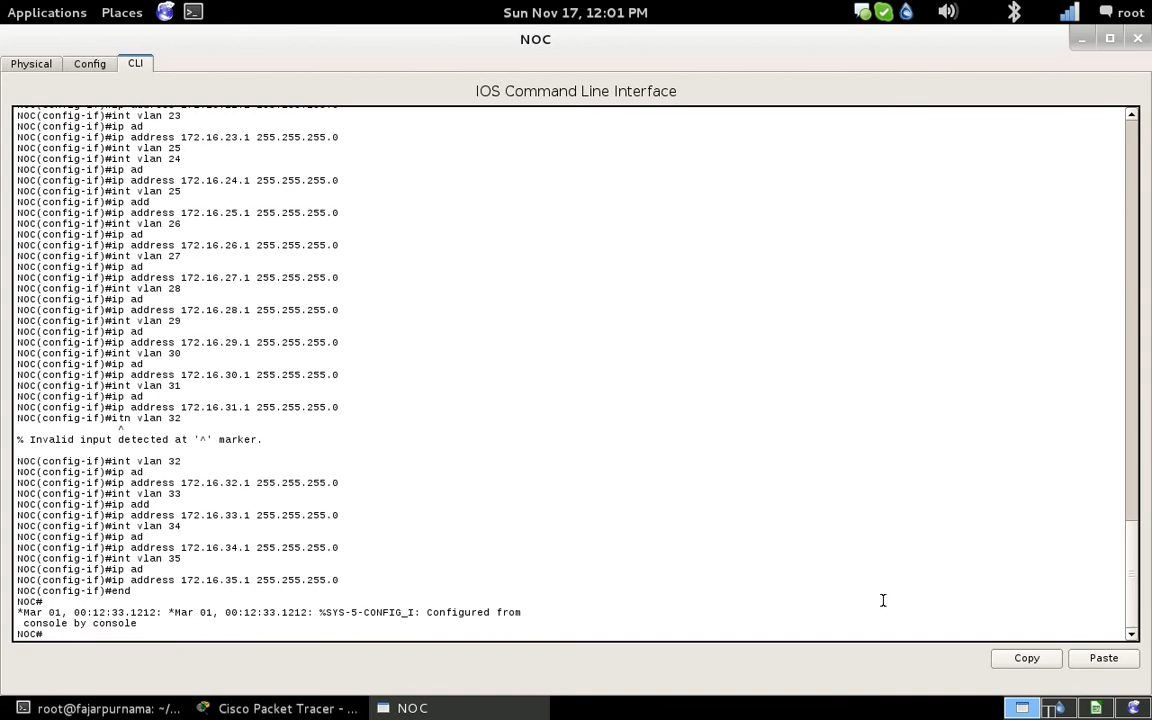 Applications Places Sun Nov 17, 12:01 PM root
NOC
Physical Config CLI
IOS Command Line Interface
NOC(config-if)#int vlan 23
NOC(config-if)#ip ad
NOC(config-if)#ip address 172.16.23.1 255.255.255.0
NOC(config-if)#int vlan 25
NOC(config-if)#int vlan 24
NOC(config-if)#ip ad
NOC(config-if)#ip address 172.16.24.1 255.255.255.0
NOC(config-if)#int vlan 25
NOC(config-if)#ip add
NOC(config-if)#ip address 172.16.25.1 255.255.255.0
NOC(config-if)#int vlan 26
NOC(config-if)#ip ad
NOC(config-if)#ip address 172.16.26.1 255.255.255.0
NOC(config-if)#int vlan 27
NOC(config-if)#ip ad
NOC(config-if)#ip address 172.16.27.1 255.255.255.0
NOC(config-if)#int vlan 28
NOC(config-if)#ip ad
NOC(config-if)#ip address 172.16.28.1 255.255.255.0
NOC(config-if)#int vlan 29
NOC(config-if)#ip ad
NOC(config-if)#ip address 172.16.29.1 255.255.255.0
NOC(config-if)#int vlan 30
NOC(config-if)#ip ad
NOC(config-if)#ip address 172.16.30.1 255.255.255.0
NOC(config-if)#int vlan 31
NOC(config-if)#ip ad
NOC(config-if)#ip address 172.16.31.1 255.255.255.0
NOC(config-if)#itn vlan 32
^
% Invalid input detected at '^' marker.
NOC(config-if)#int vlan 32
NOC(config-if)#ip ad
NOC(config-if)#ip address 172.16.32.1 255.255.255.0
NOC(config-if)#int vlan 33
NOC(config-if)#ip add
NOC(config-if)#ip address 172.16.33.1 255.255.255.0
NOC(config-if)#int vlan 34
NOC(config-if)#ip ad
NOC(config-if)#ip address 172.16.34.1 255.255.255.0
NOC(config-if)#int vlan 35
NOC(config-if)#ip ad
NOC(config-if)#ip address 172.16.35.1 255.255.255.0
NOC(config-if)#end
NOC#
*Mar 01, 00:12:33.1212: *Mar 01, 00:12:33.1212: %SYS-5-CONFIG_I: Configured from
console by console
NOC#
Copy Paste
root@fajarpurnama: ~/... Cisco Packet Tracer - ... NOC